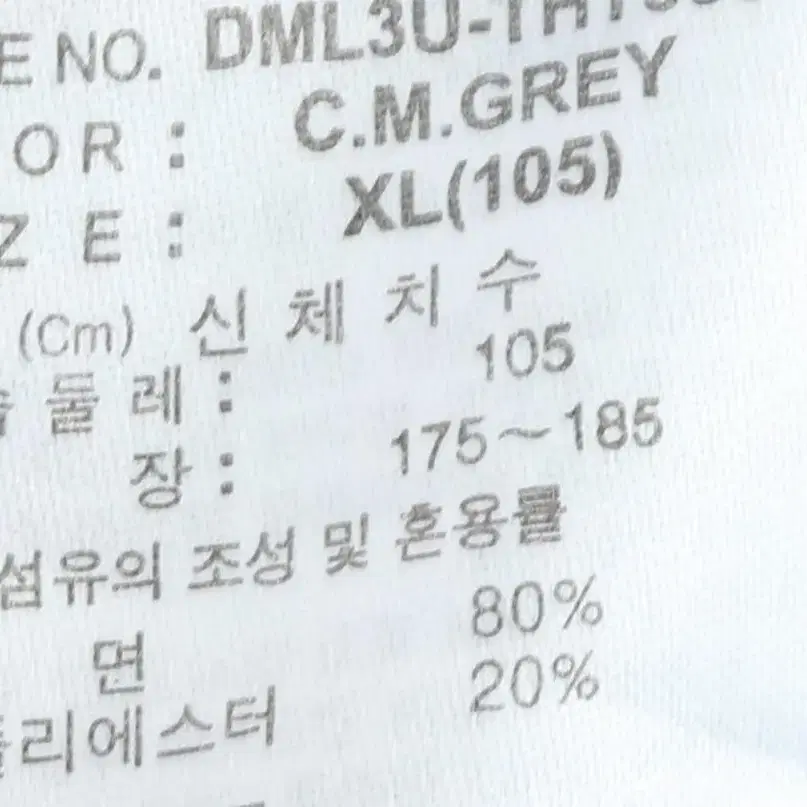 E NO. DML3U-TH
OR : C.M.GREY
Z E : XL(105)
(Cm) 신 체 치 수
둘 레 : 105
장 : 175~185
섬유의 조성 및 혼용률
면 80%
리에스터 20%